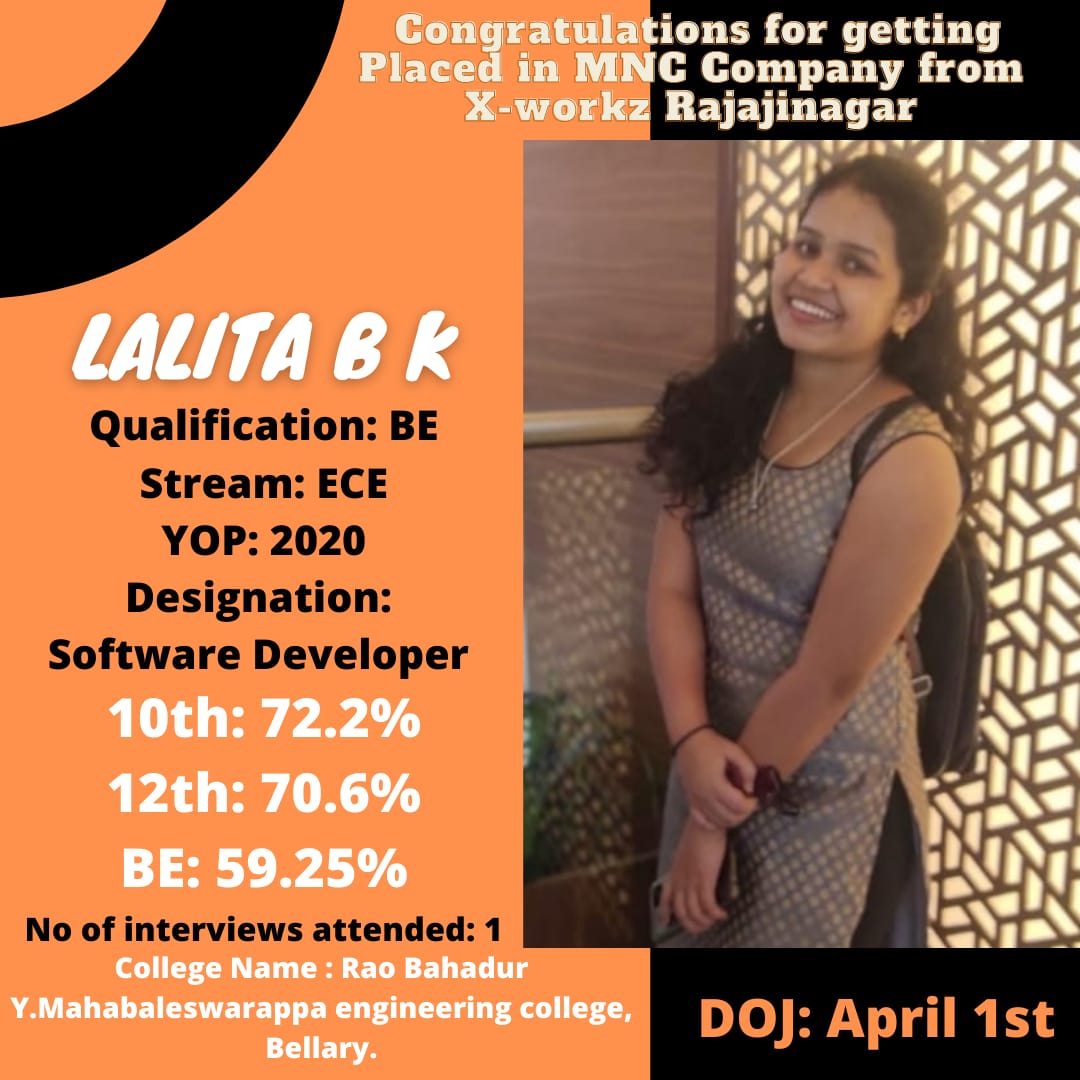 Congratulations for getting
Placed in MNC Company from
X-workz Rajajinagar
LALITA B K
Qualification: BE
Stream: ECE
YOP: 2020
Designation:
Software Developer
10th: 72.2%
12th: 70.6%
BE: 59.25%
No of interviews attended: 1
College Name : Rao Bahadur
Y.Mahabaleswarappa engineering college,
Bellary.
DOJ: April 1st